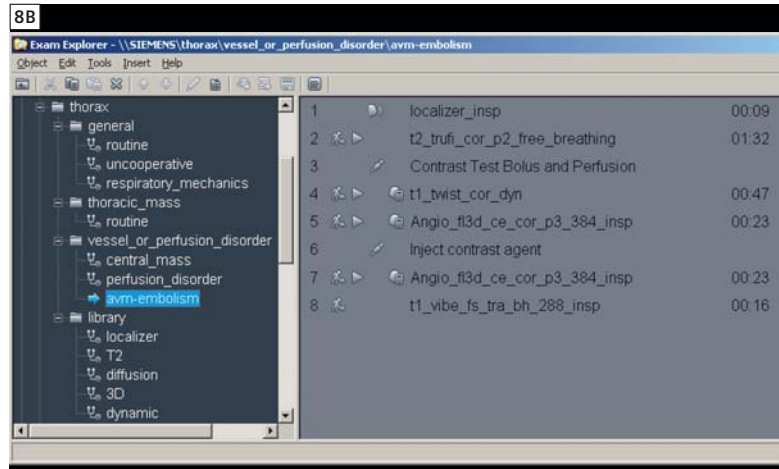 8B
Exam Explorer - \\SIEMENS\thorax\vessel_or_perfusion_disorder\avm-embolism
Object Edit Tools Insert Help
thorax
general
routine
uncooperative
respiratory_mechanics
thoracic_mass
routine
vessel_or_perfusion_disorder
central_mass
perfusion_disorder
avm-embolism
library
localizer
T2
diffusion
3D
dynamic
1 localizer_insp 00:09
2 t2_trufi_cor_p2_free_breathing 01:32
3 Contrast Test Bolus and Perfusion
4 t1_twist_cor_dyn 00:47
5 Angio_fl3d_ce_cor_p3_384_insp 00:23
6 Inject contrast agent
7 Angio_fl3d_ce_cor_p3_384_insp 00:23
8 t1_vibe_fs_tra_bh_288_insp 00:16